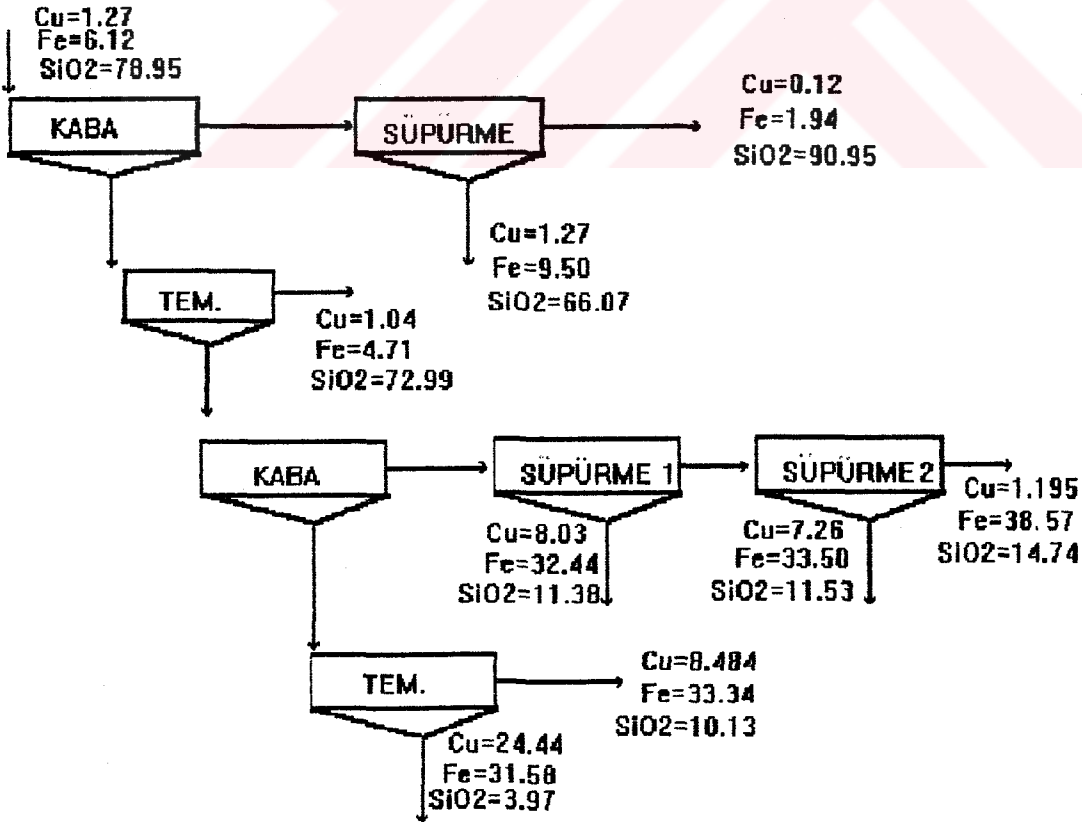 Cu=1.27
Fe=6.12
SiO2=78.95
KABA
SÜPÜRME
Cu=0.12
Fe=1.94
SiO2=90.95
Cu=1.27
Fe=9.50
SiO2=66.07
TEM.
Cu=1.04
Fe=4.71
SiO2=72.99
KABA
SÜPÜRME 1
SÜPÜRME 2
Cu=1.195
Fe=38.57
SiO2=14.74
Cu=8.03
Fe=32.44
SiO2=11.38
Cu=7.26
Fe=33.50
SiO2=11.53
TEM.
Cu=8.484
Fe=33.34
SiO2=10.13
Cu=24.44
Fe=31.58
SiO2=3.97